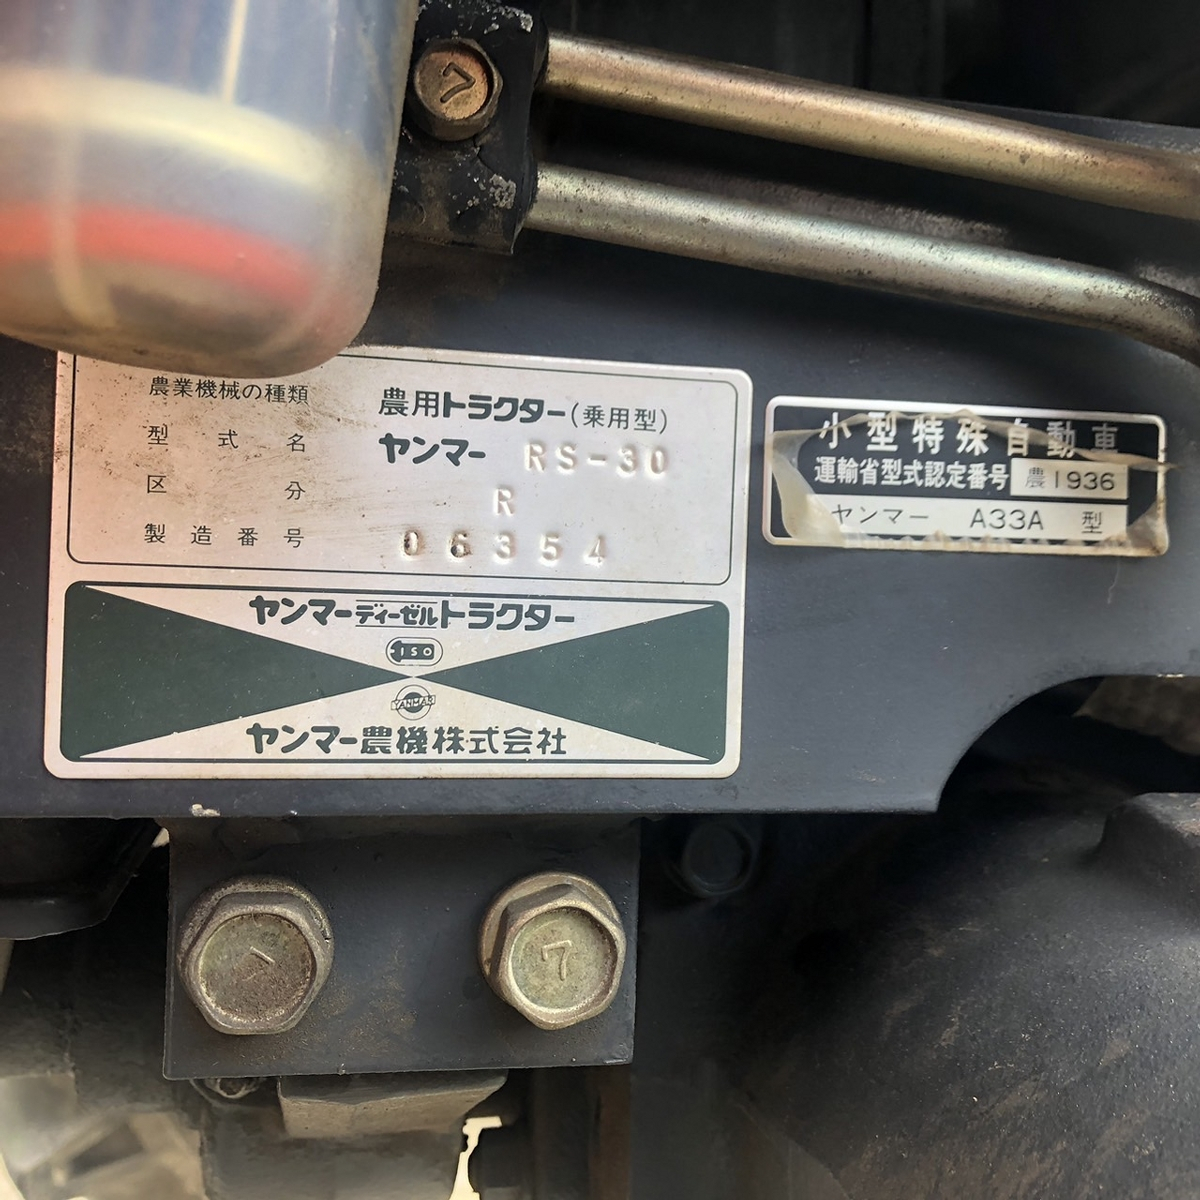 7
農業機械の種類 農用トラクター(乗用型)
型式名 ヤンマー RS-30
区分 R
製造番号 06354
ヤンマーディーゼルトラクター
ISO
YANMAR
ヤンマー農機株式会社
小型特殊自動車
運輸省型式認定番号 農1936
ヤンマー A33A 型
7
7